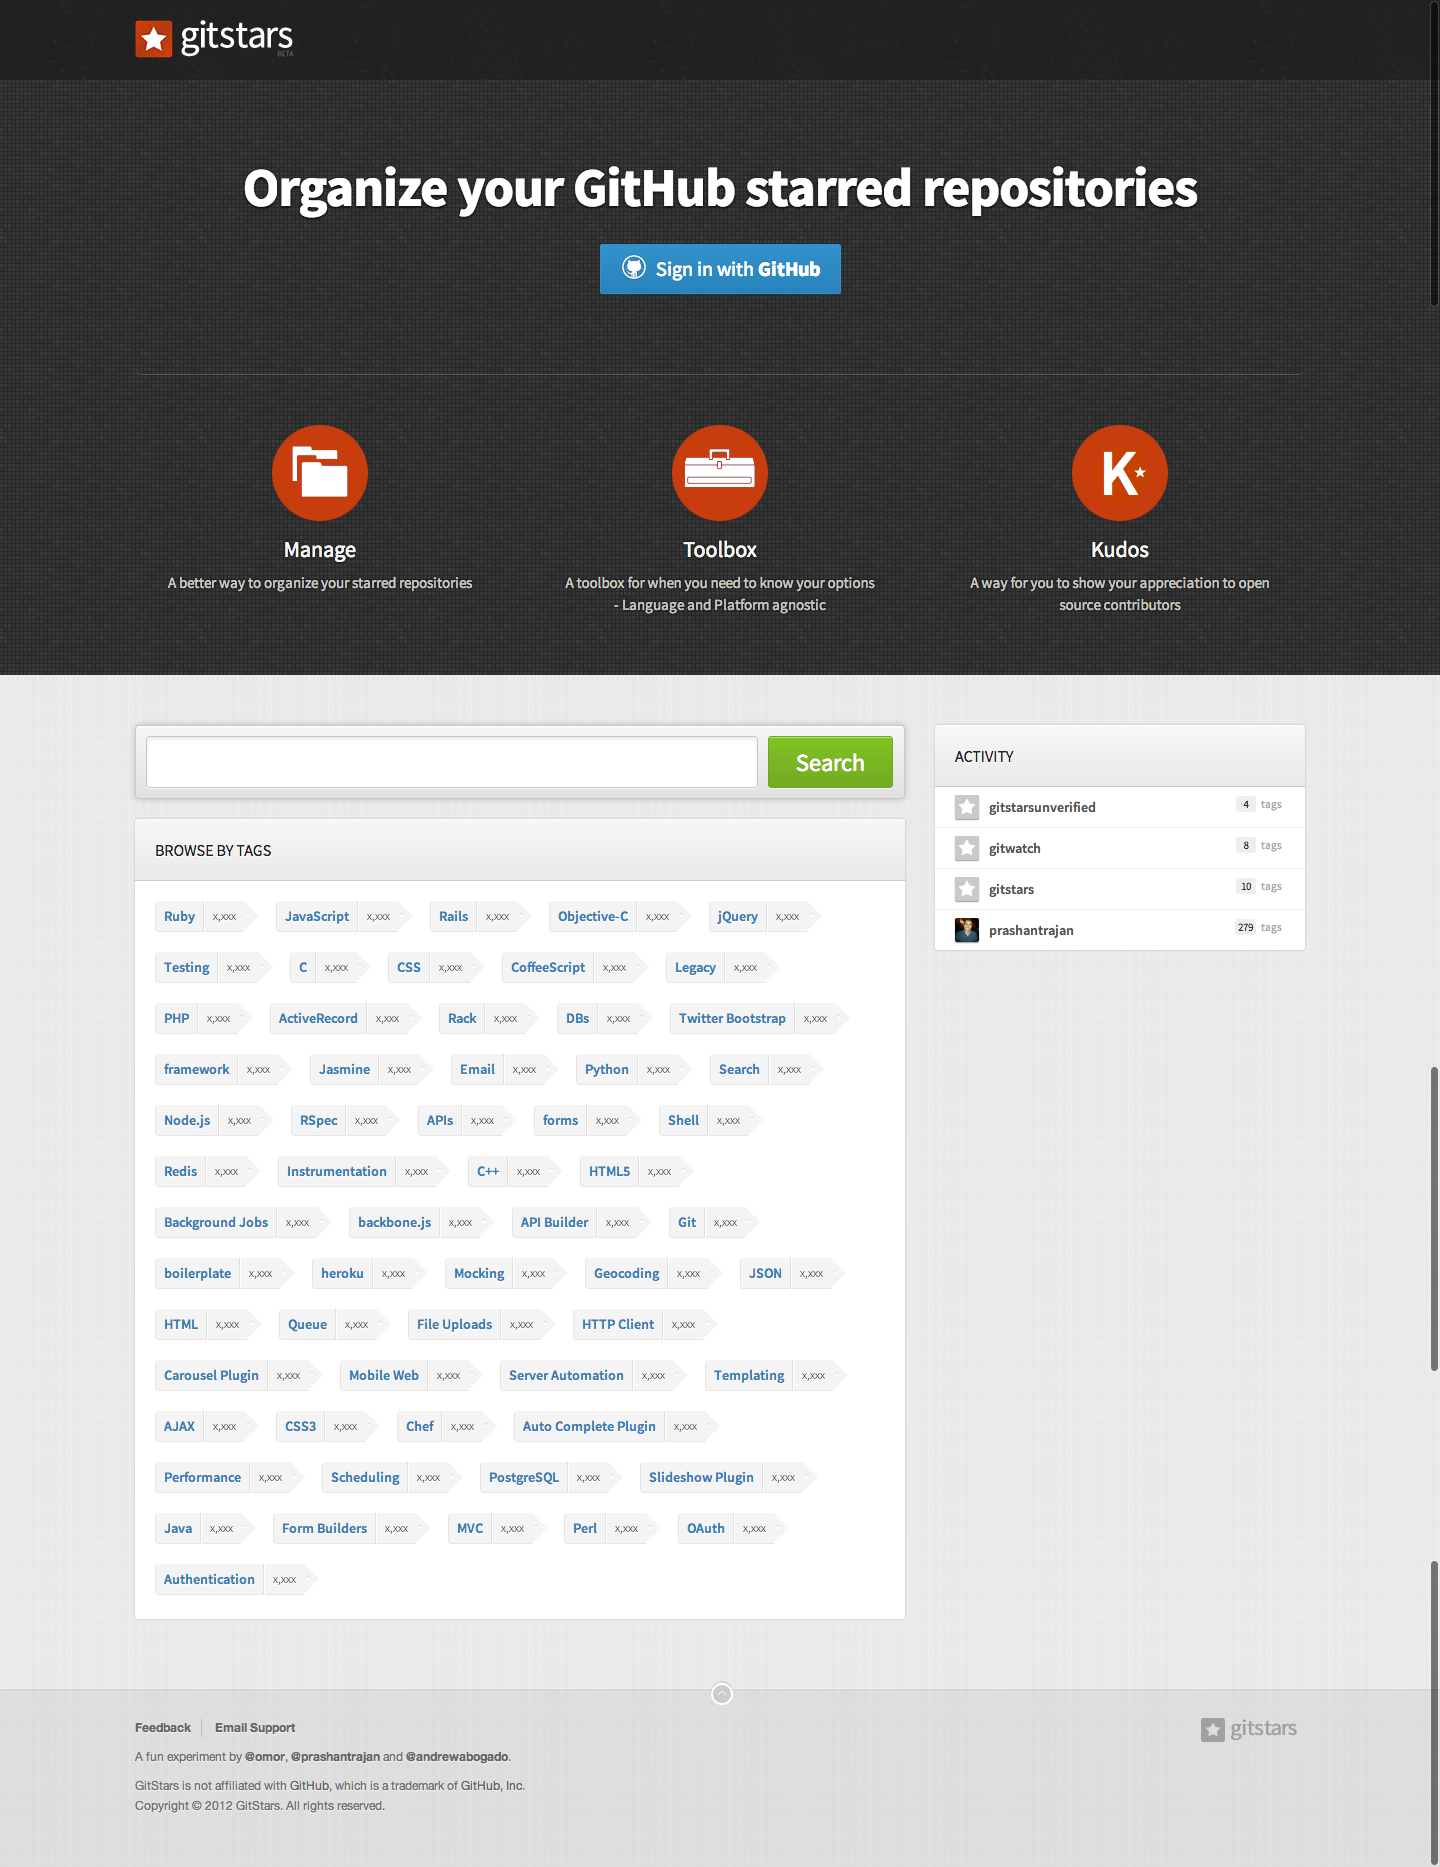 gitstars
BETA
Organize your GitHub starred repositories
Sign in with GitHub
K
Manage
Toolbox
Kudos
A better way to organize your starred repositories
A toolbox for when you need to know your options
- Language and Platform agnostic
A way for you to show your appreciation to open
source contributors
Search
ACTIVITY
gitstarsunverified 4 tags
gitwatch 8 tags
gitstars 10 tags
prashantrajan 279 tags
BROWSE BY TAGS
Ruby x,xxx JavaScript x,xxx Rails x,xxx Objective-C x,xxx jQuery x,xxx
Testing x,xxx C x,xxx CSS x,xxx CoffeeScript x,xxx Legacy x,xxx
PHP x,xxx ActiveRecord x,xxx Rack x,xxx DBs x,xxx Twitter Bootstrap x,xxx
framework x,xxx Jasmine x,xxx Email x,xxx Python x,xxx Search x,xxx
Node.js x,xxx RSpec x,xxx APIs x,xxx forms x,xxx Shell x,xxx
Redis x,xxx Instrumentation x,xxx C++ x,xxx HTML5 x,xxx
Background Jobs x,xxx backbone.js x,xxx API Builder x,xxx Git x,xxx
boilerplate x,xxx heroku x,xxx Mocking x,xxx Geocoding x,xxx JSON x,xxx
HTML x,xxx Queue x,xxx File Uploads x,xxx HTTP Client x,xxx
Carousel Plugin x,xxx Mobile Web x,xxx Server Automation x,xxx Templating x,xxx
AJAX x,xxx CSS3 x,xxx Chef x,xxx Auto Complete Plugin x,xxx
Performance x,xxx Scheduling x,xxx PostgreSQL x,xxx Slideshow Plugin x,xxx
Java x,xxx Form Builders x,xxx MVC x,xxx Perl x,xxx OAuth x,xxx
Authentication x,xxx
Feedback Email Support
gitstars
A fun experiment by @omor, @prashantrajan and @andrewabogado.
GitStars is not affiliated with GitHub, which is a trademark of GitHub, Inc.
Copyright © 2012 GitStars. All rights reserved.